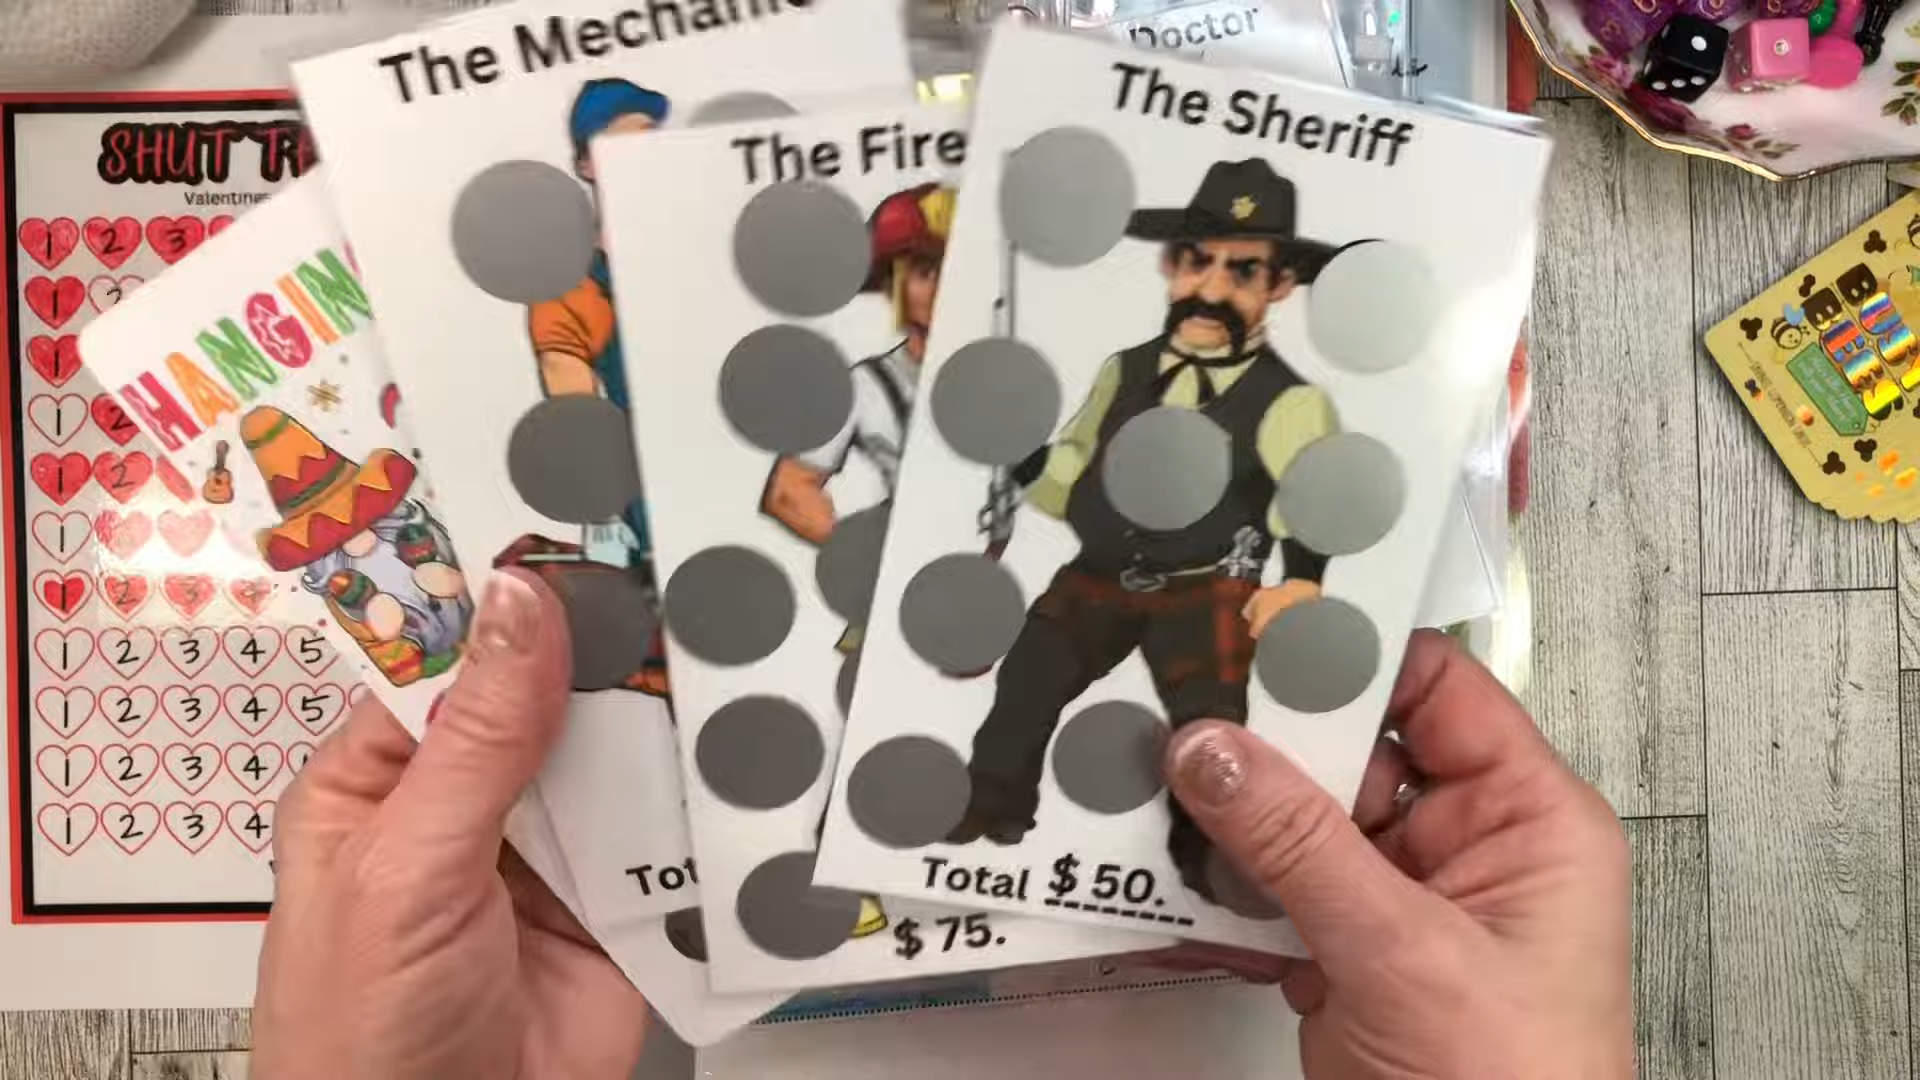 The Mechanic
Doctor
The Sheriff
The Fire
SHUT TH
Valentines
HANGIN
1 2 3
1 2
1
1 2
1 2
1
1 2 3 4
1 2 3 4 5
1 2 3 4 5
1 2 3 4
1 2 3 4
Tot
Total $ 50.
$ 75.